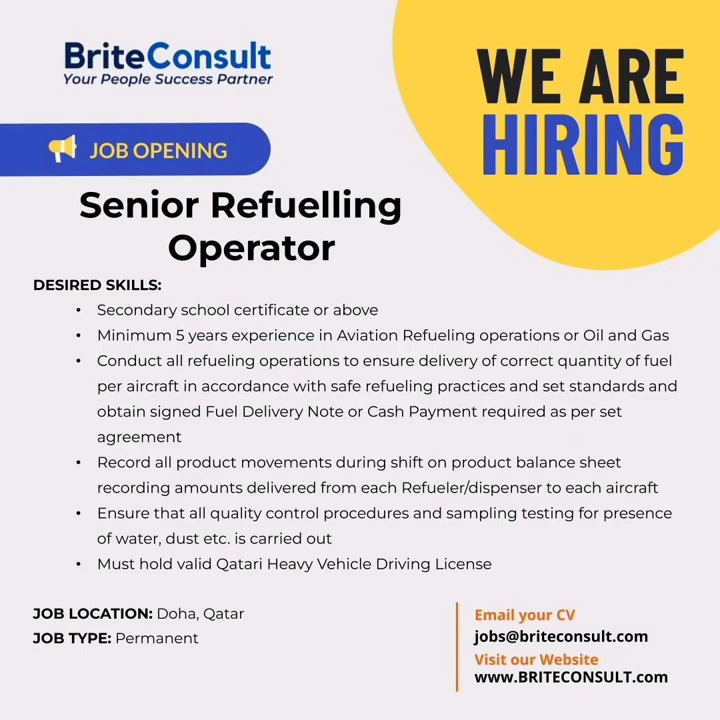 BriteConsult
Your People Success Partner
WE ARE
HIRING
JOB OPENING
Senior Refuelling
Operator
DESIRED SKILLS:
• Secondary school certificate or above
• Minimum 5 years experience in Aviation Refueling operations or Oil and Gas
• Conduct all refueling operations to ensure delivery of correct quantity of fuel
per aircraft in accordance with safe refueling practices and set standards and
obtain signed Fuel Delivery Note or Cash Payment required as per set
agreement
• Record all product movements during shift on product balance sheet
recording amounts delivered from each Refueler/dispenser to each aircraft
• Ensure that all quality control procedures and sampling testing for presence
of water, dust etc. is carried out
• Must hold valid Qatari Heavy Vehicle Driving License
JOB LOCATION: Doha, Qatar
JOB TYPE: Permanent
Email your CV
jobs@briteconsult.com
Visit our Website
www.BRITECONSULT.com